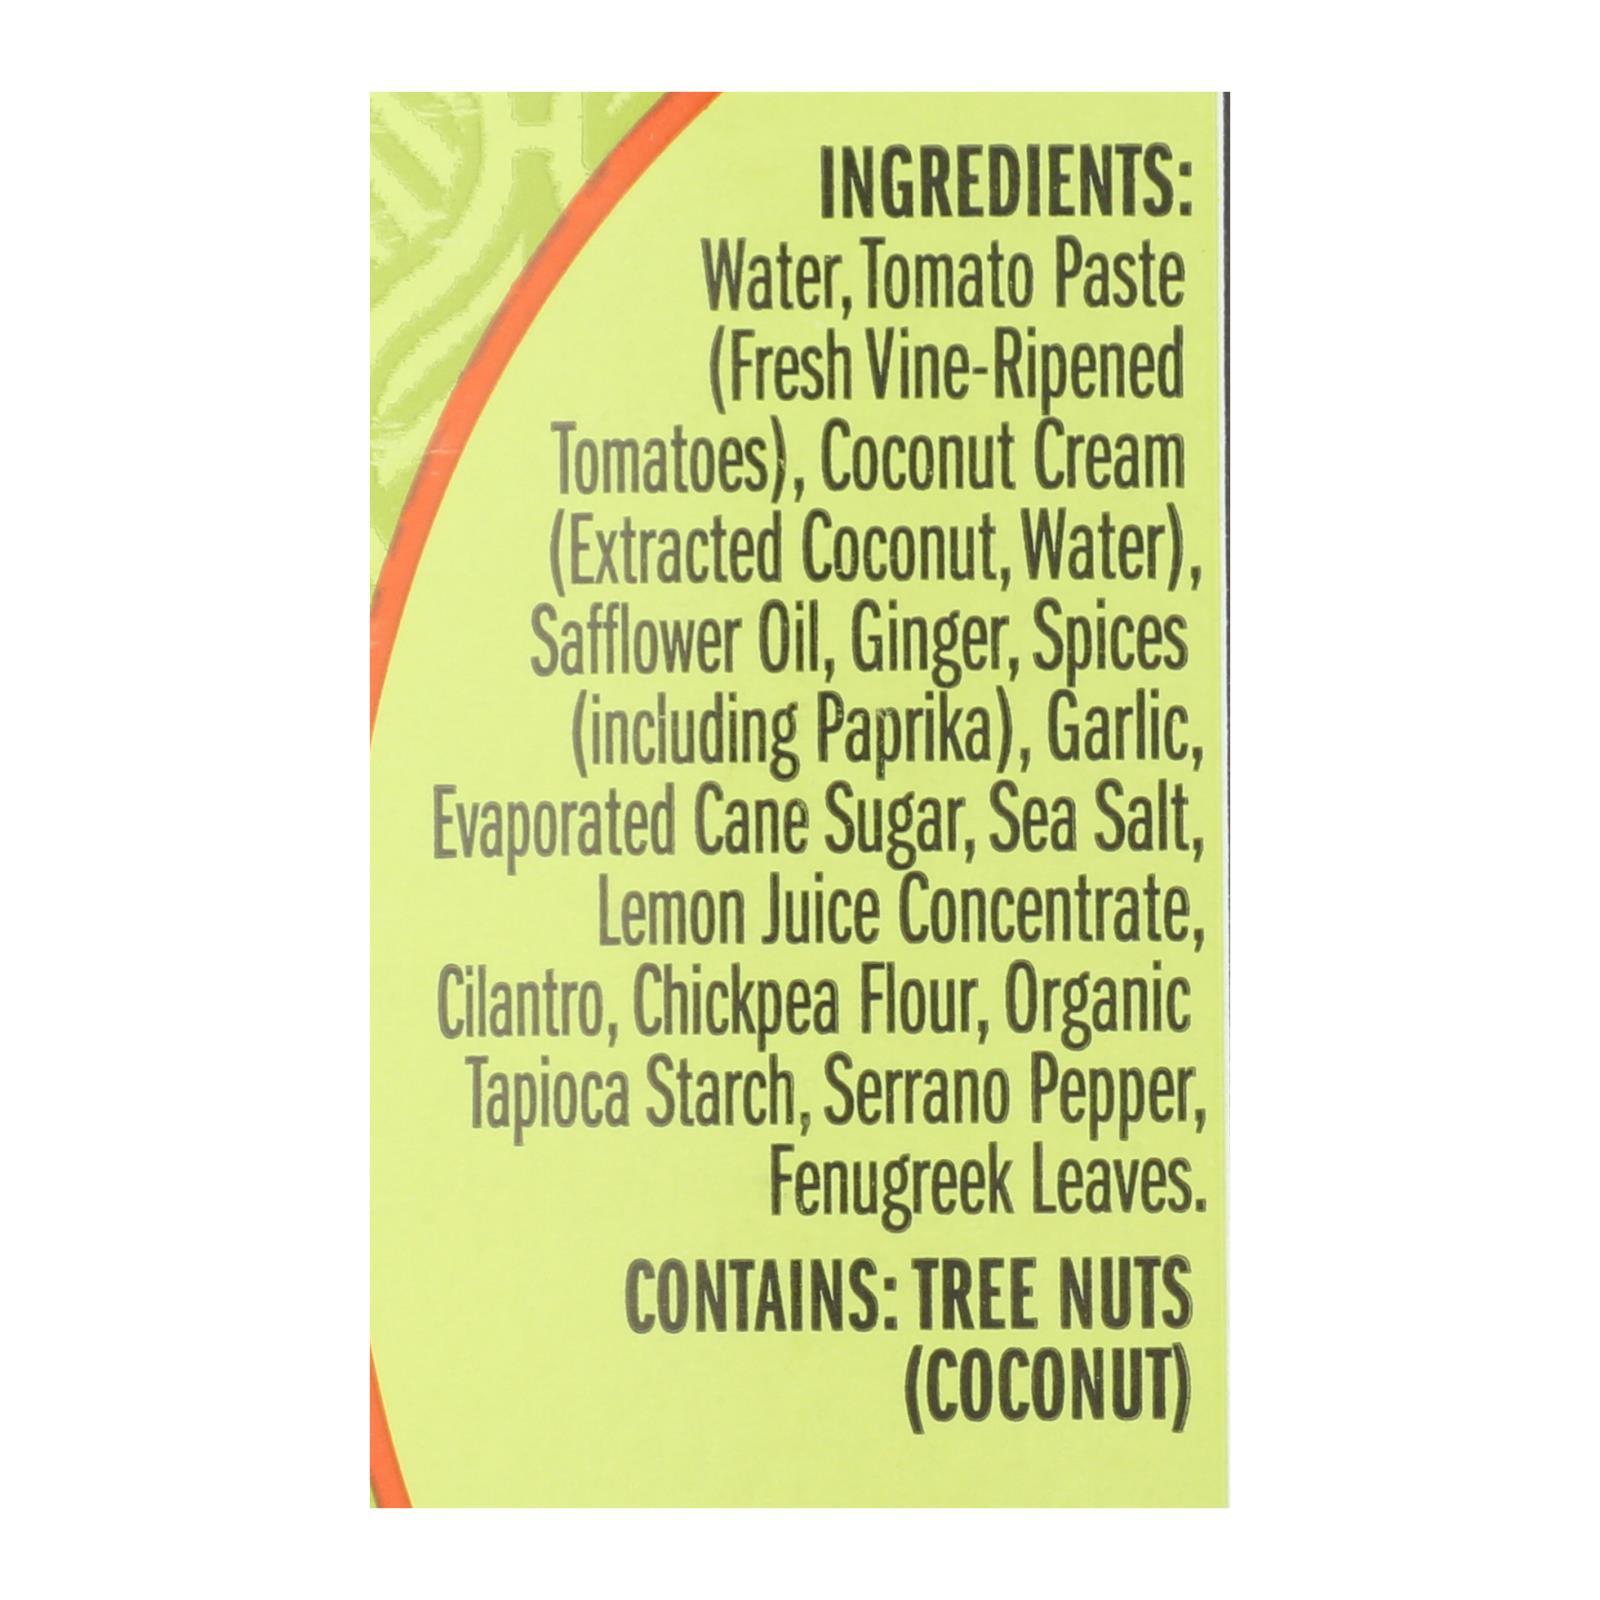 INGREDIENTS:
Water, Tomato Paste
(Fresh Vine-Ripened
Tomatoes), Coconut Cream
(Extracted Coconut, Water),
Safflower Oil, Ginger, Spices
(including Paprika), Garlic,
Evaporated Cane Sugar, Sea Salt,
Lemon Juice Concentrate,
Cilantro, Chickpea Flour, Organic
Tapioca Starch, Serrano Pepper,
Fenugreek Leaves.
CONTAINS: TREE NUTS
(COCONUT)